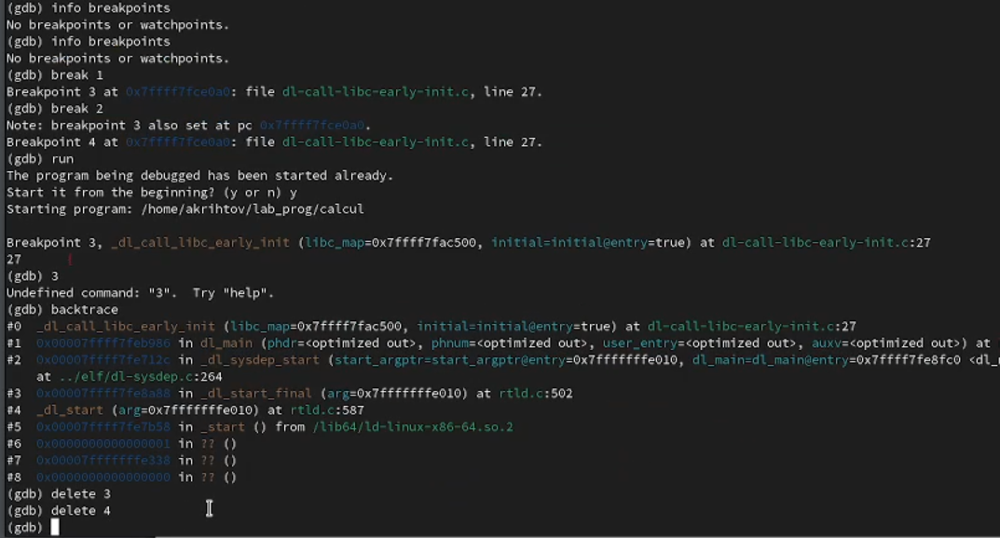 (gdb) info breakpoints
No breakpoints or watchpoints.
(gdb) info breakpoints
No breakpoints or watchpoints.
(gdb) break 1
Breakpoint 3 at 0x7ffff7fce0a0: file dl-call-libc-early-init.c, line 27.
(gdb) break 2
Note: breakpoint 3 also set at pc 0x7ffff7fce0a0.
Breakpoint 4 at 0x7ffff7fce0a0: file dl-call-libc-early-init.c, line 27.
(gdb) run
The program being debugged has been started already.
Start it from the beginning? (y or n) y
Starting program: /home/akrihtov/lab_prog/calcul
Breakpoint 3, _dl_call_libc_early_init (libc_map=0x7ffff7fac500, initial=initial@entry=true) at dl-call-libc-early-init.c:27
27 {
(gdb) 3
Undefined command: "3". Try "help".
(gdb) backtrace
#0 _dl_call_libc_early_init (libc_map=0x7ffff7fac500, initial=initial@entry=true) at dl-call-libc-early-init.c:27
#1 0x00007ffff7feb986 in dl_main (phdr=<optimized out>, phnum=<optimized out>, user_entry=<optimized out>, auxv=<optimized out>) at
#2 0x00007ffff7fe712c in _dl_sysdep_start (start_argptr=start_argptr@entry=0x7fffffffe010, dl_main=dl_main@entry=0x7ffff7fe8fc0 <dl_
at ../elf/dl-sysdep.c:264
#3 0x00007ffff7fe8a88 in _dl_start_final (arg=0x7fffffffe010) at rtld.c:502
#4 _dl_start (arg=0x7fffffffe010) at rtld.c:587
#5 0x00007ffff7fe7b58 in _start () from /lib64/ld-linux-x86-64.so.2
#6 0x0000000000000001 in ?? ()
#7 0x00007fffffffe338 in ?? ()
#8 0x0000000000000000 in ?? ()
(gdb) delete 3
(gdb) delete 4
(gdb)